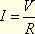 I = V/R